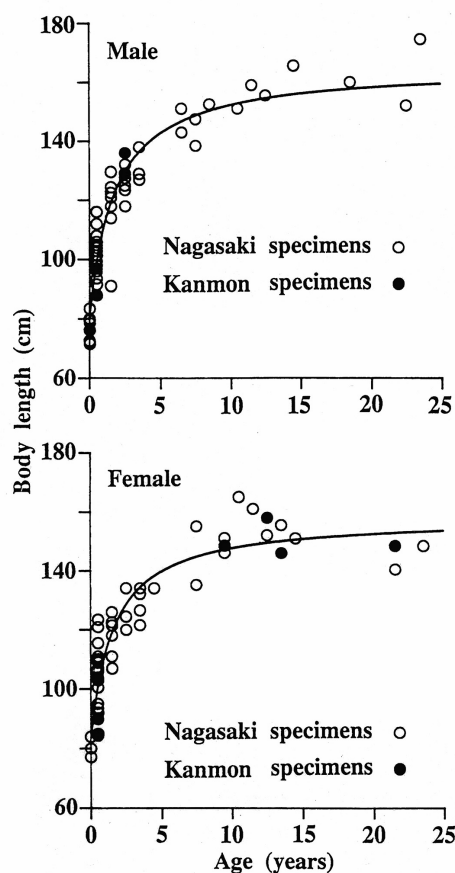 180
Male
140
Nagasaki specimens
100
Kanmon specimens
60
0 5 10 15 20 25
Body length (cm)
180
Female
140
100
Nagasaki specimens
Kanmon specimens
60
0 5 10 15 20 25
Age (years)